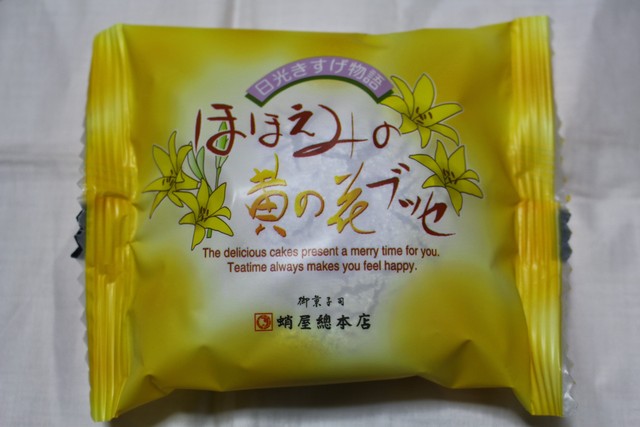 日光きすげ物語
ほほえみの
黄の花ブッセ
The delicious cakes present a merry time for you.
Teatime always makes you feel happy.
御菓子司
蛸屋總本店